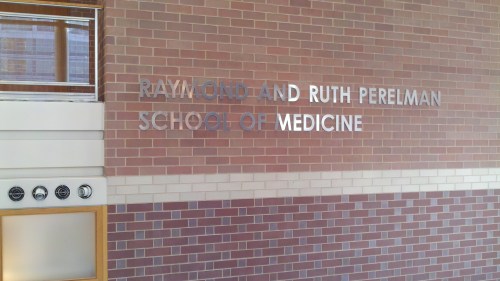 RAYMOND AND RUTH PERELMAN
SCHOOL OF MEDICINE